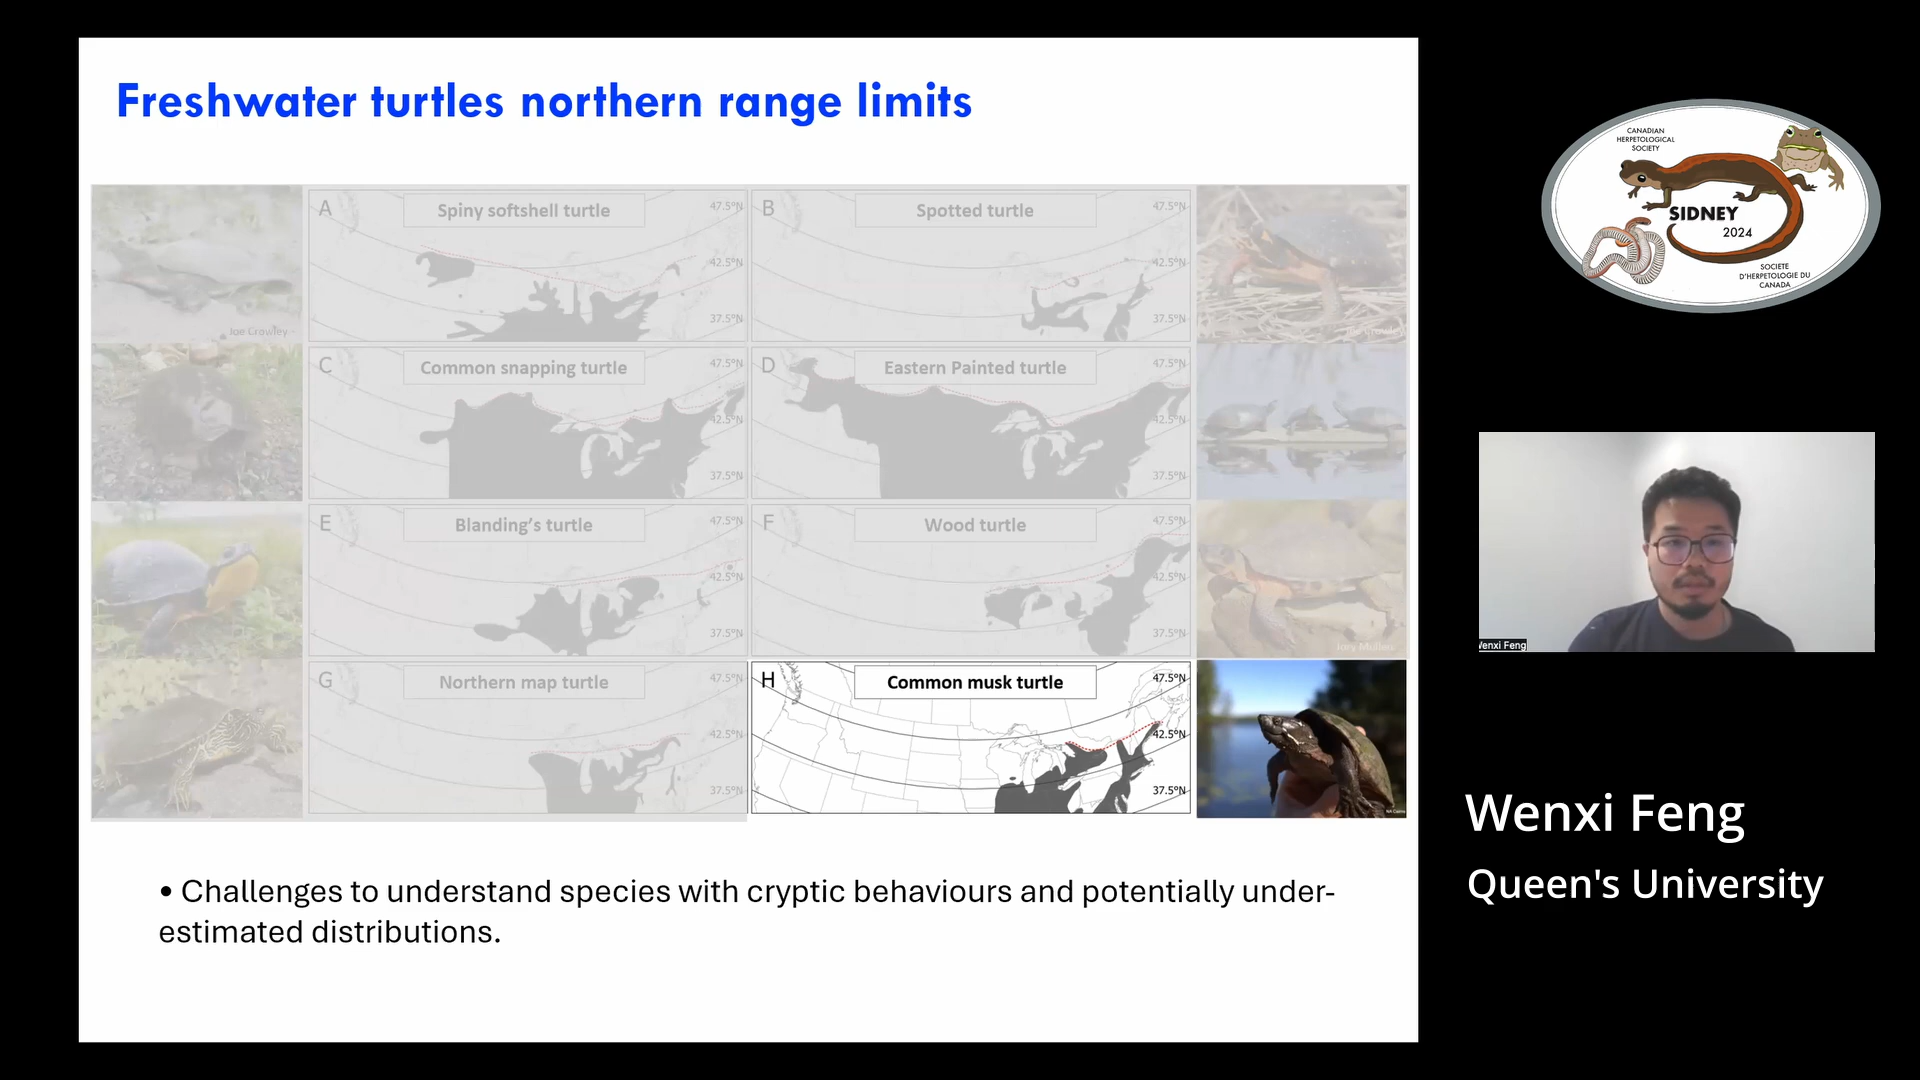 Freshwater turtles northern range limits
A
Spiny softshell turtle
47.5°N
42.5°N
37.5°N
B
Spotted turtle
47.5°N
42.5°N
37.5°N
Joe Crowley
C
Common snapping turtle
47.5°N
42.5°N
37.5°N
D
Eastern Painted turtle
47.5°N
42.5°N
37.5°N
E
Blanding's turtle
47.5°N
42.5°N
37.5°N
F
Wood turtle
47.5°N
42.5°N
37.5°N
G
Northern map turtle
47.5°N
42.5°N
37.5°N
H
Common musk turtle
47.5°N
42.5°N
37.5°N
• Challenges to understand species with cryptic behaviours and potentially under-
estimated distributions.
CANADIAN
HERPETOLOGICAL
SOCIETY
SIDNEY
2024
SOCIETE
D'HERPETOLOGIE DU
CANADA
Wenxi Feng
Wenxi Feng
Queen's University